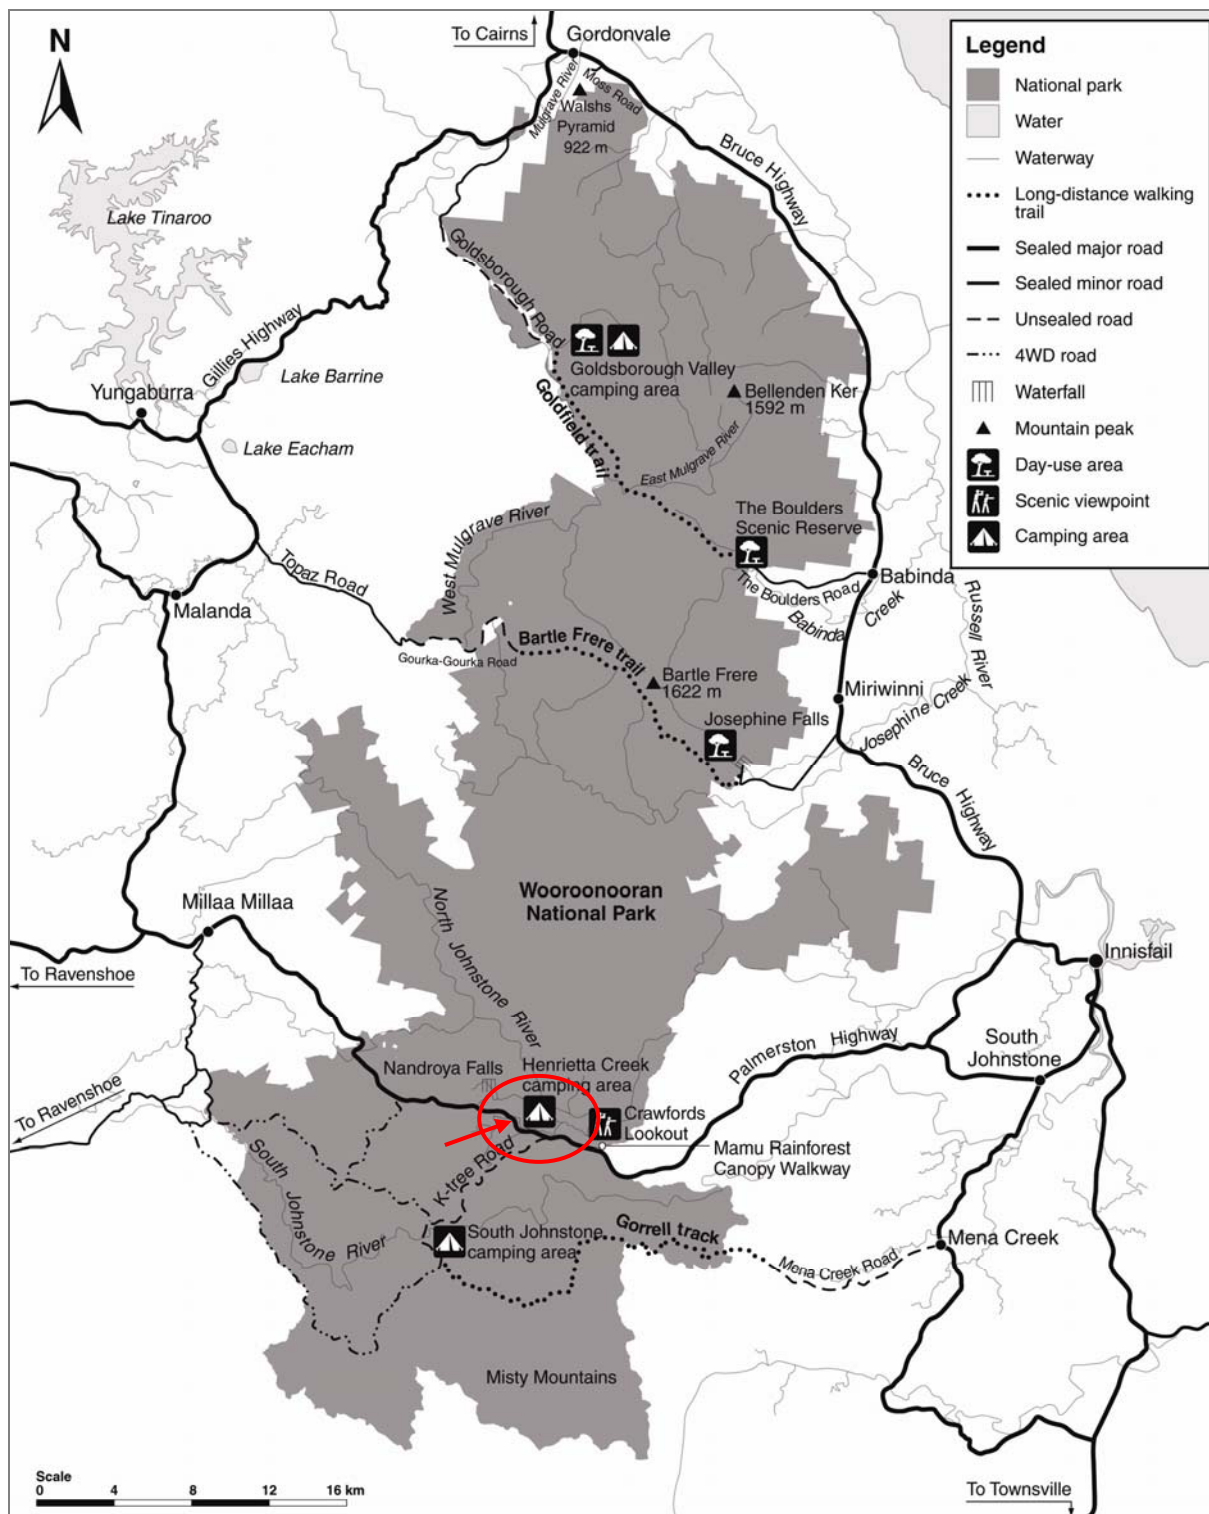 To Cairns
Gordonvale
N
Mulgrave River
Moss Road
Walshs
Pyramid
922 m
Bruce Highway
Lake Tinaroo
Goldsborough Road
Gillies Highway
Goldsborough Valley
camping area
Lake Barrine
Bellenden Ker
1592 m
Yungaburra
Goldfield trail
Lake Eacham
East Mulgrave River
The Boulders
Scenic Reserve
West Mulgrave River
Topaz Road
The Boulders Road
Babinda
Babinda Creek
Russell River
Malanda
Gourka-Gourka Road
Bartle Frere trail
Bartle Frere
1622 m
Miriwinni
Josephine Falls
Josephine Creek
Bruce Highway
Wooroonooran
National Park
Millaa Millaa
North Johnstone River
To Ravenshoe
Innisfail
Palmerston Highway
South
Johnstone
Nandroya Falls
Henrietta Creek
camping area
Crawfords
Lookout
To Ravenshoe
Mamu Rainforest
Canopy Walkway
K-tree Road
South Johnstone River
South Johnstone
camping area
Gorrell track
Mena Creek Road
Mena Creek
Misty Mountains
To Townsville
Scale
0 4 8 12 16 km
Legend
National park
Water
Waterway
Long-distance walking
trail
Sealed major road
Sealed minor road
Unsealed road
4WD road
Waterfall
Mountain peak
Day-use area
Scenic viewpoint
Camping area